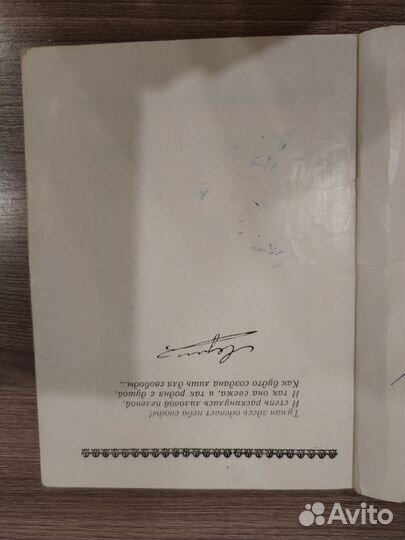 Туман здесь одевает неба своды!
И степь раскинулась лиловой пеленой,
И так она свежа, и так родня с душой,
Как будто создана лишь для свободы...
Avito